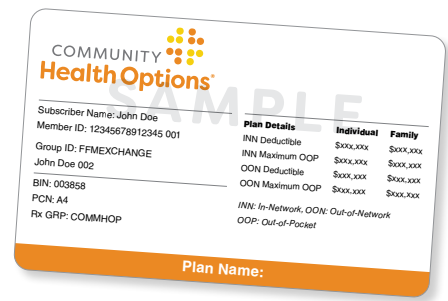 COMMUNITY
Health Options®
SAMPLE
Subscriber Name: John Doe
Member ID: 12345678912345 001
Group ID: FFMEXCHANGE
John Doe 002
BIN: 003858
PCN: A4
Rx GRP: COMMHOP
Plan Details Individual Family
INN Deductible $xxx,xxx $xxx,xxx
INN Maximum OOP $xxx,xxx $xxx,xxx
OON Deductible $xxx,xxx $xxx,xxx
OON Maximum OOP $xxx,xxx $xxx,xxx
INN: In-Network, OON: Out-of-Network
OOP: Out-of-Pocket
Plan Name: